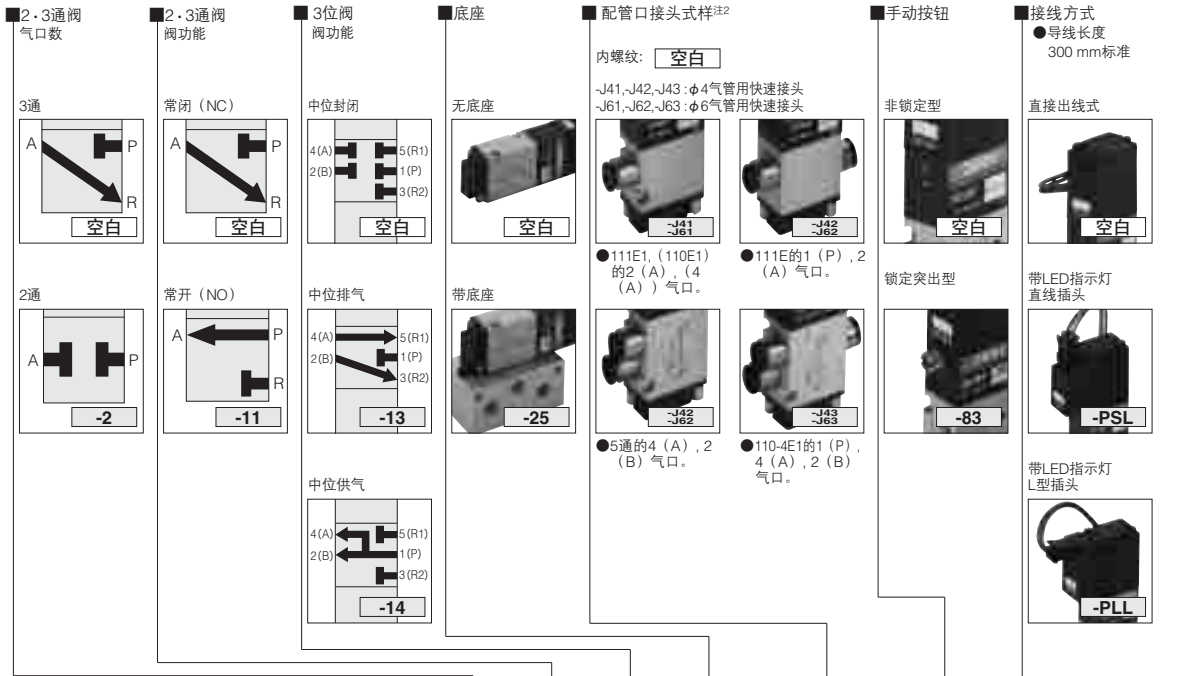 ■2・3通阀
气口数
3通
A
P
R
空白
2通
A
P
-2
■2・3通阀
阀功能
常闭（NC）
A
P
R
空白
常开（NO）
A
P
R
-11
■3位阀
阀功能
中位封闭
4(A)
2(B)
5(R1)
1(P)
3(R2)
空白
中位排气
4(A)
2(B)
5(R1)
1(P)
3(R2)
-13
中位供气
4(A)
2(B)
5(R1)
1(P)
3(R2)
-14
■底座
无底座
空白
带底座
-25
■ 配管口接头式样注2
内螺纹: 空白
-J41,-J42,-J43 : φ4气管用快速接头
-J61,-J62,-J63 : φ6气管用快速接头
-J41
-J61
●111E1,（110E1）
的2（A）,（4
（A））气口。
-J42
-J62
●111E的1（P）, 2
（A）气口。
-J42
-J62
●5通的4（A）, 2
（B）气口。
-J43
-J63
●110-4E1的1（P）,
4（A）, 2（B）
气口。
■手动按钮
非锁定型
空白
锁定突出型
-83
■接线方式
●导线长度
300 mm标准
直接出线式
空白
带LED指示灯
直线插头
-PSL
带LED指示灯
L型插头
-PLL